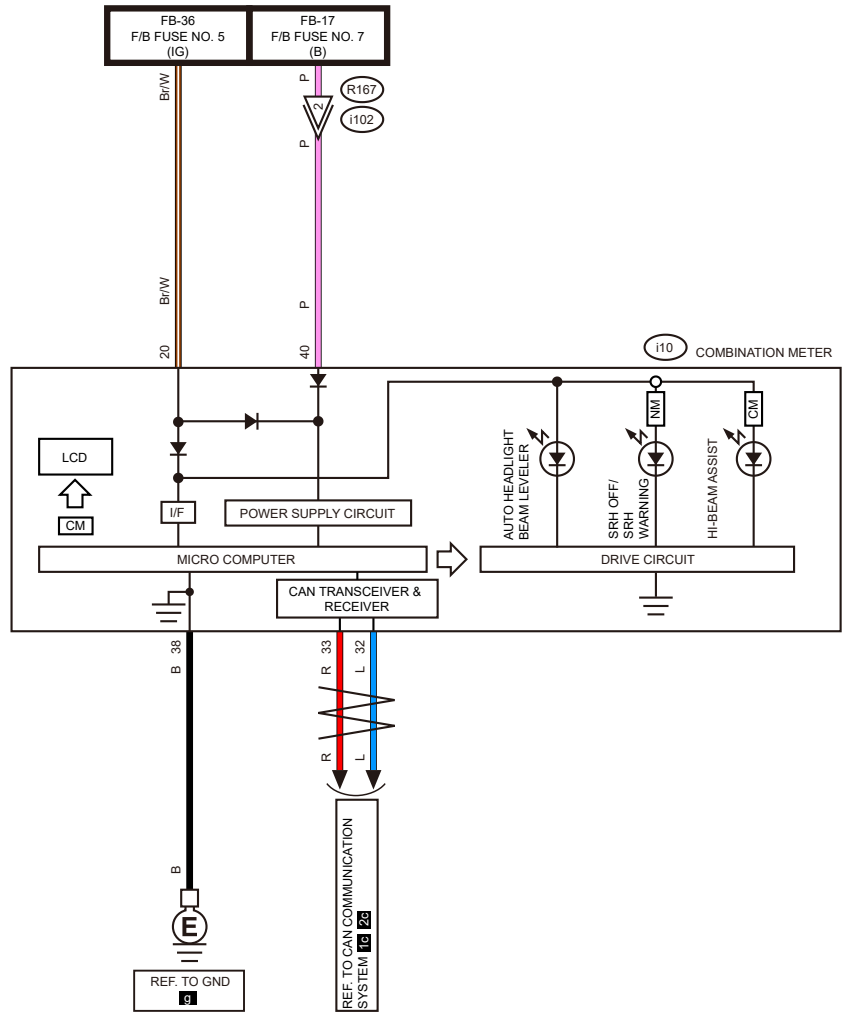 FB-36
F/B FUSE NO. 5
(IG)
FB-17
F/B FUSE NO. 7
(B)
Br/W
P
2
R167
i102
P
Br/W
P
20
40
i10
COMBINATION METER
LCD
CM
I/F
POWER SUPPLY CIRCUIT
MICRO COMPUTER
CAN TRANSCEIVER &
RECEIVER
AUTO HEADLIGHT
BEAM LEVELER
NM
SRH OFF/
SRH
WARNING
CM
HI-BEAM ASSIST
DRIVE CIRCUIT
38
B
33
R
32
L
R
L
B
E
REF. TO GND
g
REF. TO CAN COMMUNICATION
SYSTEM 1c 2c